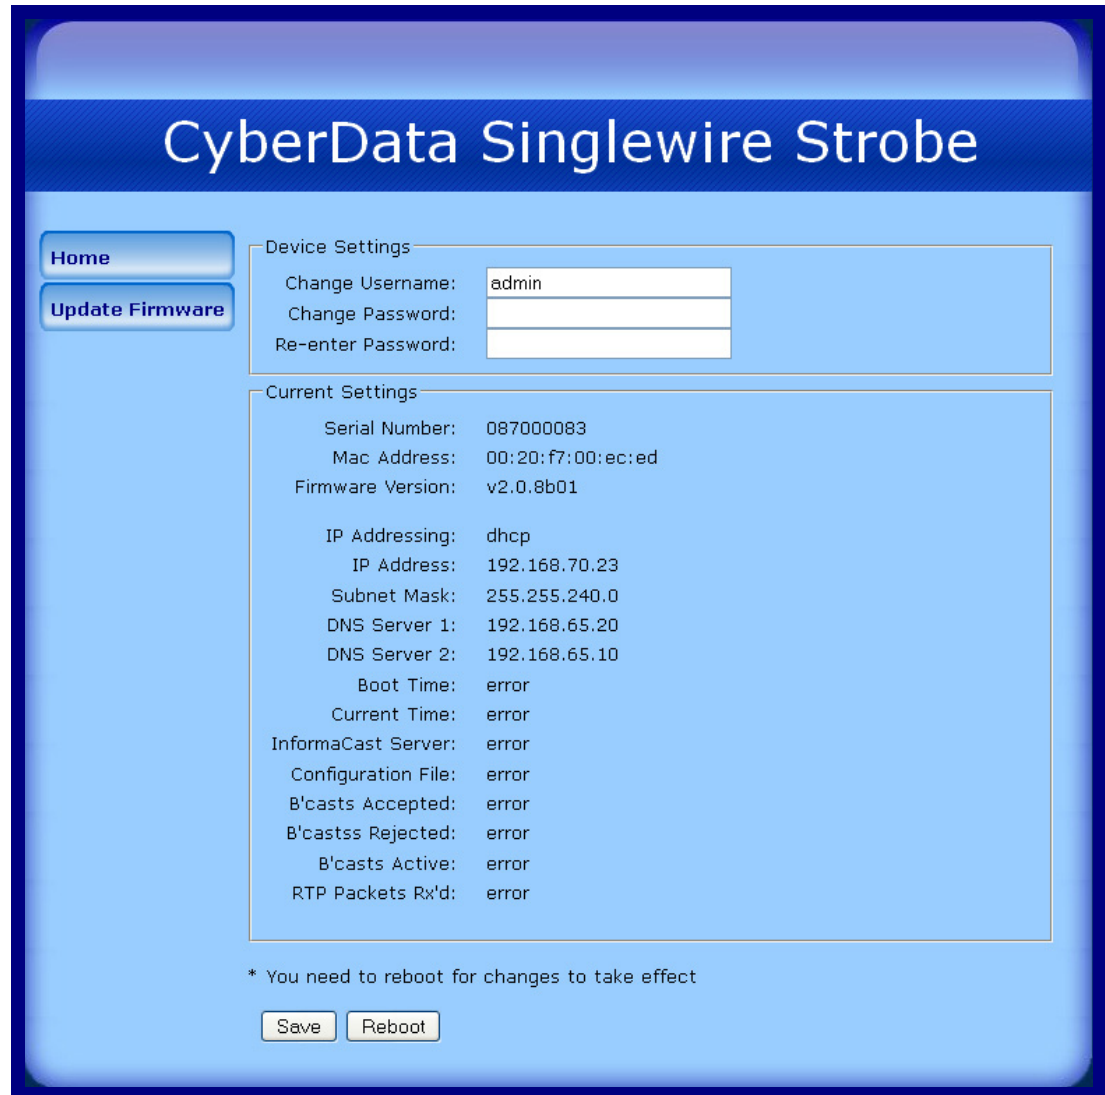 CyberData Singlewire Strobe
Home
Update Firmware
Device Settings
Change Username: admin
Change Password:
Re-enter Password:
Current Settings
Serial Number: 087000083
Mac Address: 00:20:f7:00:ec:ed
Firmware Version: v2.0.8b01
IP Addressing: dhcp
IP Address: 192.168.70.23
Subnet Mask: 255.255.240.0
DNS Server 1: 192.168.65.20
DNS Server 2: 192.168.65.10
Boot Time: error
Current Time: error
InformaCast Server: error
Configuration File: error
B'casts Accepted: error
B'castss Rejected: error
B'casts Active: error
RTP Packets Rx'd: error
* You need to reboot for changes to take effect
Save Reboot